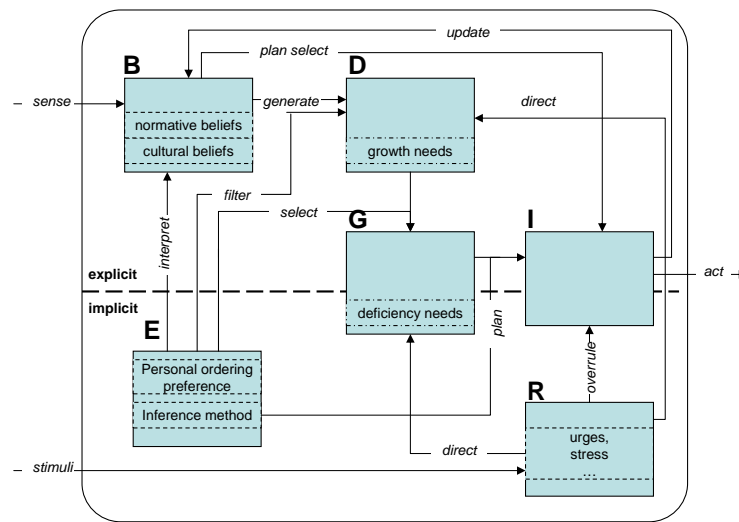 update
plan select
B
D
sense
generate
direct
normative beliefs
cultural beliefs
growth needs
filter
select
G
I
interpret
explicit
act
implicit
deficiency needs
plan
E
Personal ordering
preference
overrule
R
Inference method
urges,
stress
direct
...
stimuli